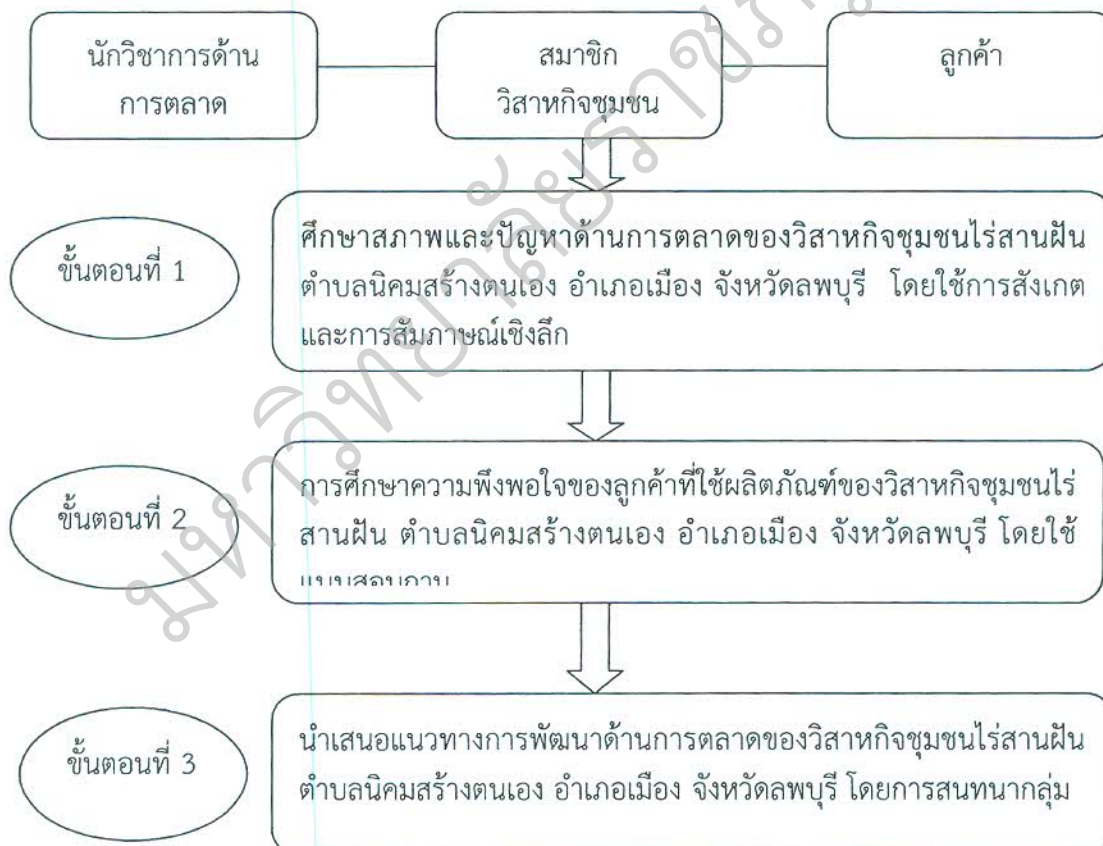 นักวิชาการด้าน
การตลาด
สมาชิก
วิสาหกิจชุมชน
ลูกค้า
ขั้นตอนที่ 1
ศึกษาสภาพและปัญหาด้านการตลาดของวิสาหกิจชุมชนไร่สานฝัน
ตำบลนิคมสร้างตนเอง อำเภอเมือง จังหวัดลพบุรี โดยใช้การสังเกต
และการสัมภาษณ์เชิงลึก
ขั้นตอนที่ 2
การศึกษาความพึงพอใจของลูกค้าที่ใช้ผลิตภัณฑ์ของวิสาหกิจชุมชนไร่
สานฝัน ตำบลนิคมสร้างตนเอง อำเภอเมือง จังหวัดลพบุรี โดยใช้
แบบสอบถาม
ขั้นตอนที่ 3
นำเสนอแนวทางการพัฒนาด้านการตลาดของวิสาหกิจชุมชนไร่สานฝัน
ตำบลนิคมสร้างตนเอง อำเภอเมือง จังหวัดลพบุรี โดยการสนทนากลุ่ม